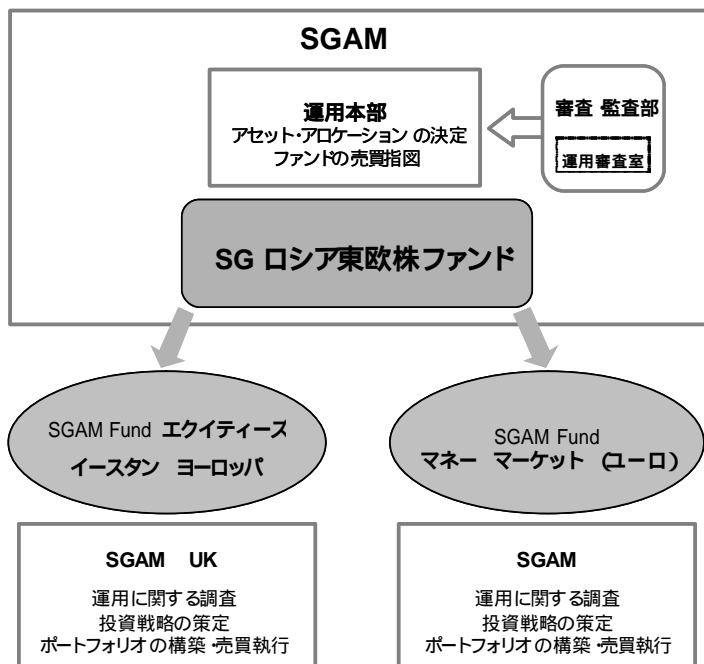 SGAM
運用本部
アセット・アロケーション の決定
ファンドの売買指図
審査・監査部
運用審査室
SG ロシア東欧株ファンド
SGAM Fund エクイティーズ
イースタン ヨーロッパ
SGAM Fund
マネー マーケット (ユーロ)
SGAM UK
運用に関する調査
投資戦略の策定
ポートフォリオの構築・売買執行
SGAM
運用に関する調査
投資戦略の策定
ポートフォリオの構築・売買執行